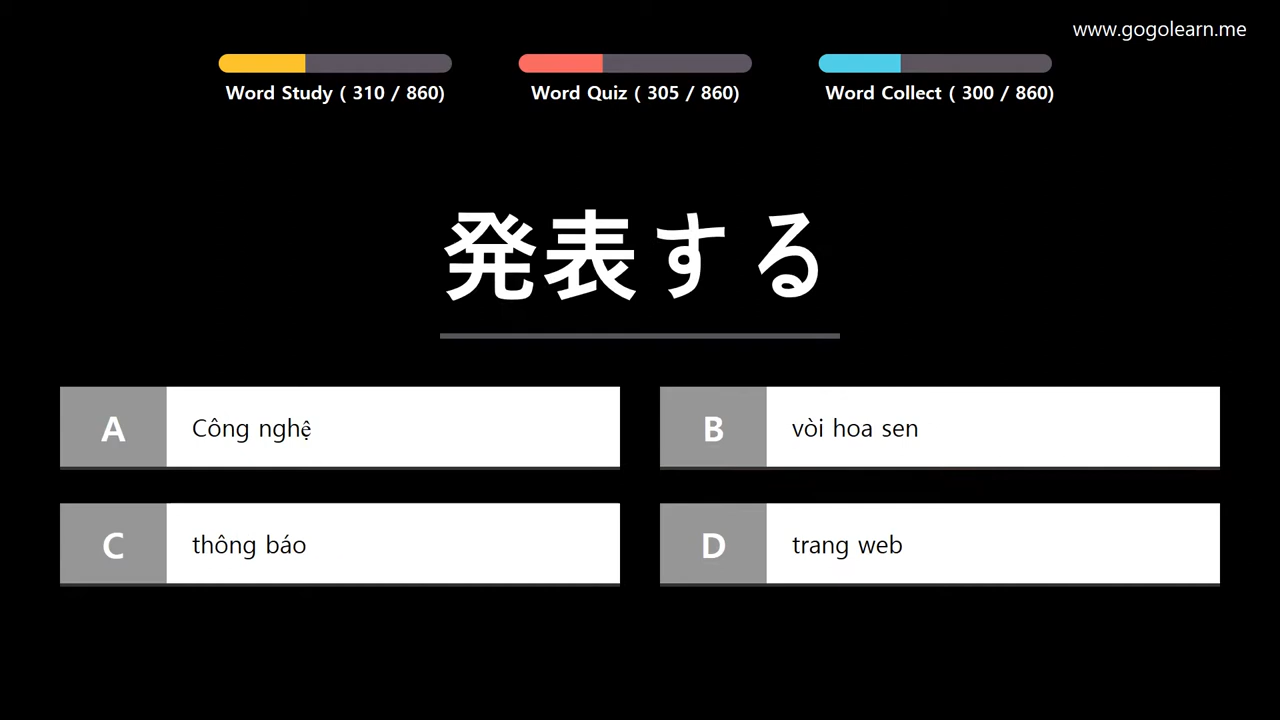 www.gogolearn.me
Word Study ( 310 / 860)
Word Quiz ( 305 / 860)
Word Collect ( 300 / 860)
発表する
A Công nghệ
B vòi hoa sen
C thông báo
D trang web